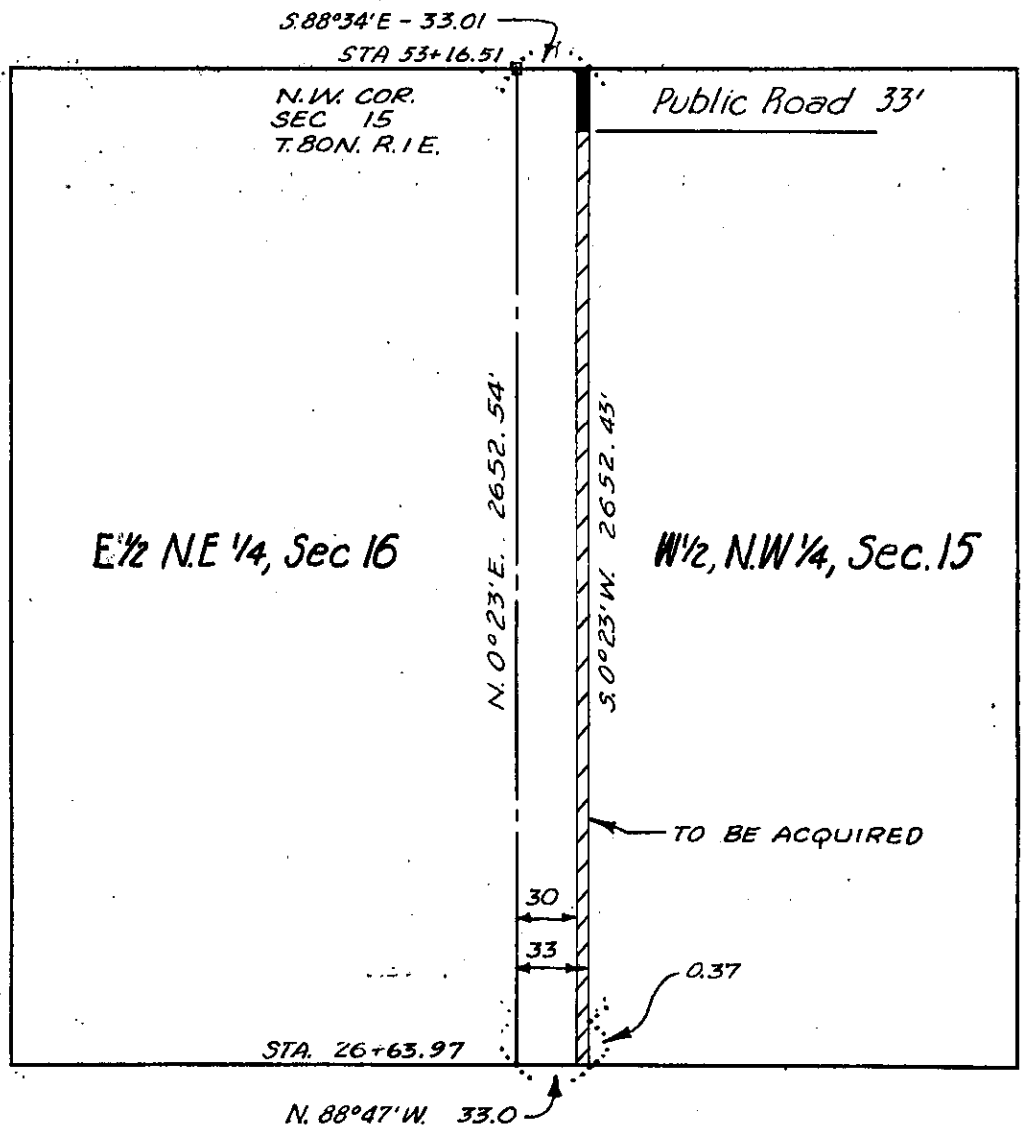 S.88°34'E - 33.01
STA 53+16.51
N.W. COR.
SEC 15
T.80N. R.1E.
Public Road 33'
N. 0°23'E. 2652.54'
S. 0°23'W. 2652.45'
E½ N.E ¼, Sec 16
W½, N.W ¼, Sec. 15
TO BE ACQUIRED
30
33
0.37
STA. 26+63.97
N. 88°47'W. 33.0